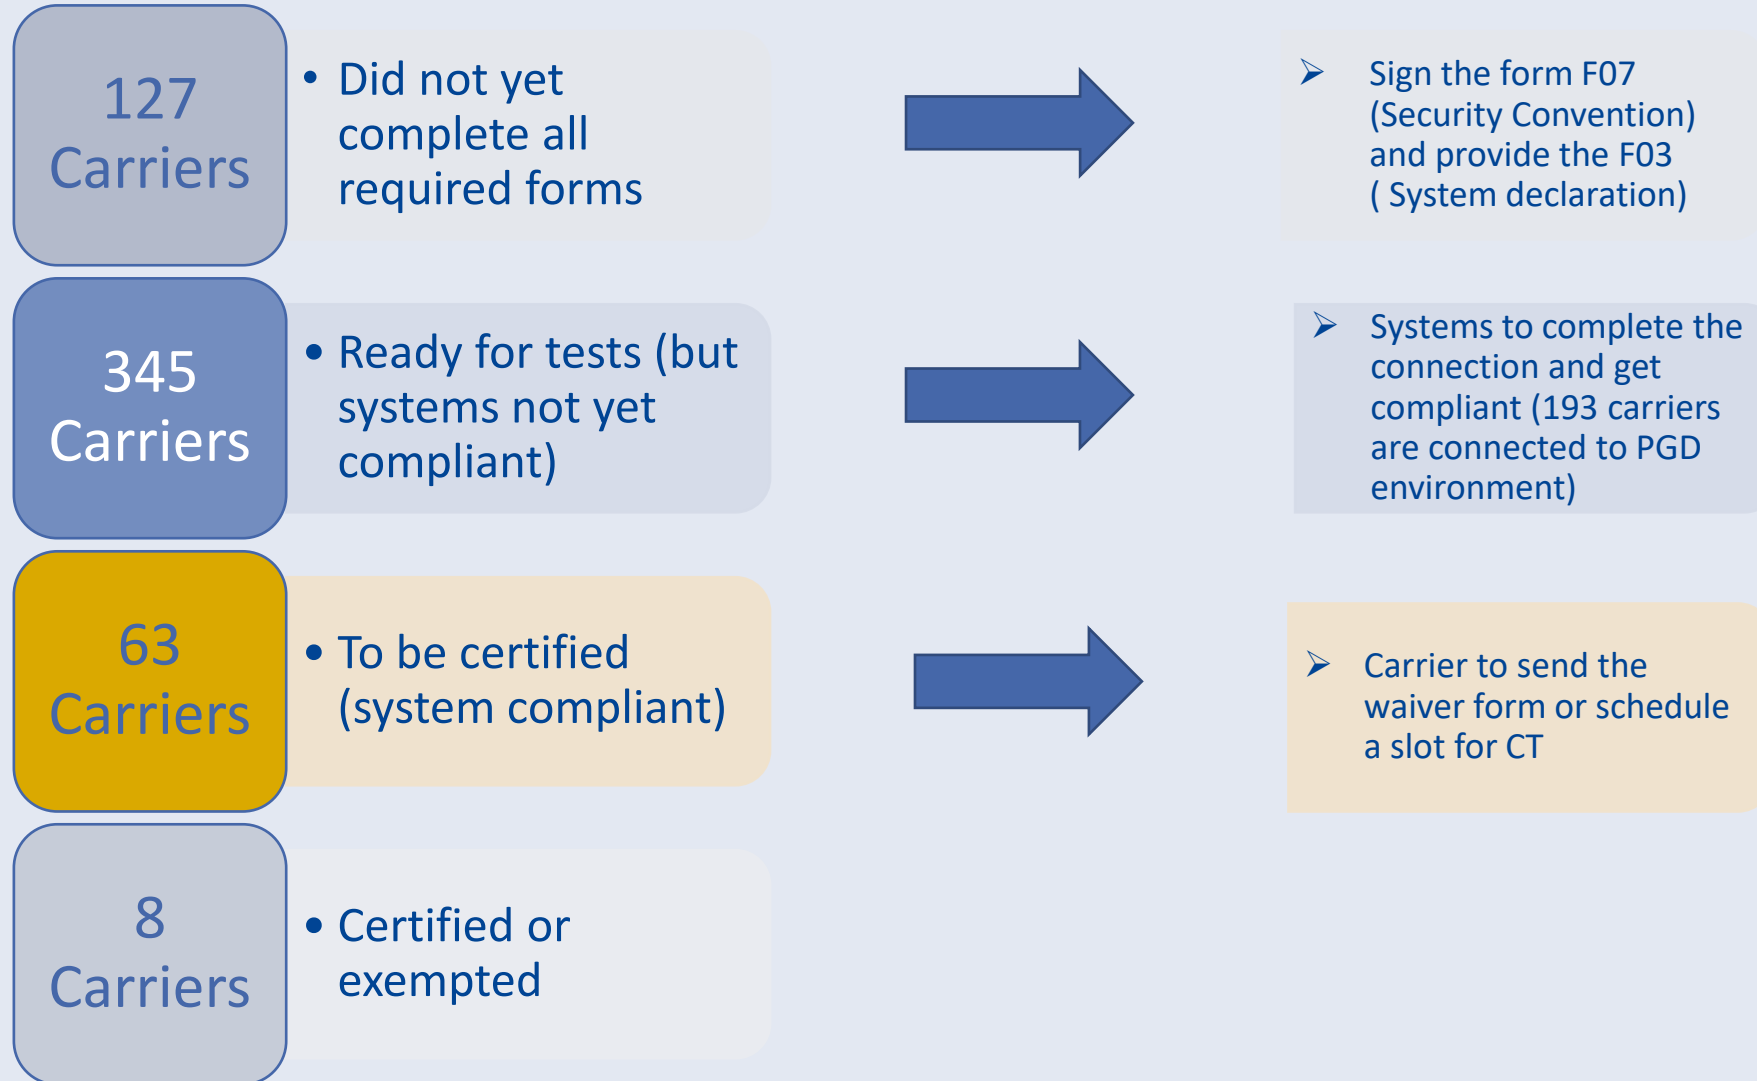 127
Carriers
• Did not yet
complete all
required forms
➢ Sign the form F07
(Security Convention)
and provide the F03
( System declaration)
345
Carriers
• Ready for tests (but
systems not yet
compliant)
➢ Systems to complete the
connection and get
compliant (193 carriers
are connected to PGD
environment)
63
Carriers
• To be certified
(system compliant)
➢ Carrier to send the
waiver form or schedule
a slot for CT
8
Carriers
• Certified or
exempted